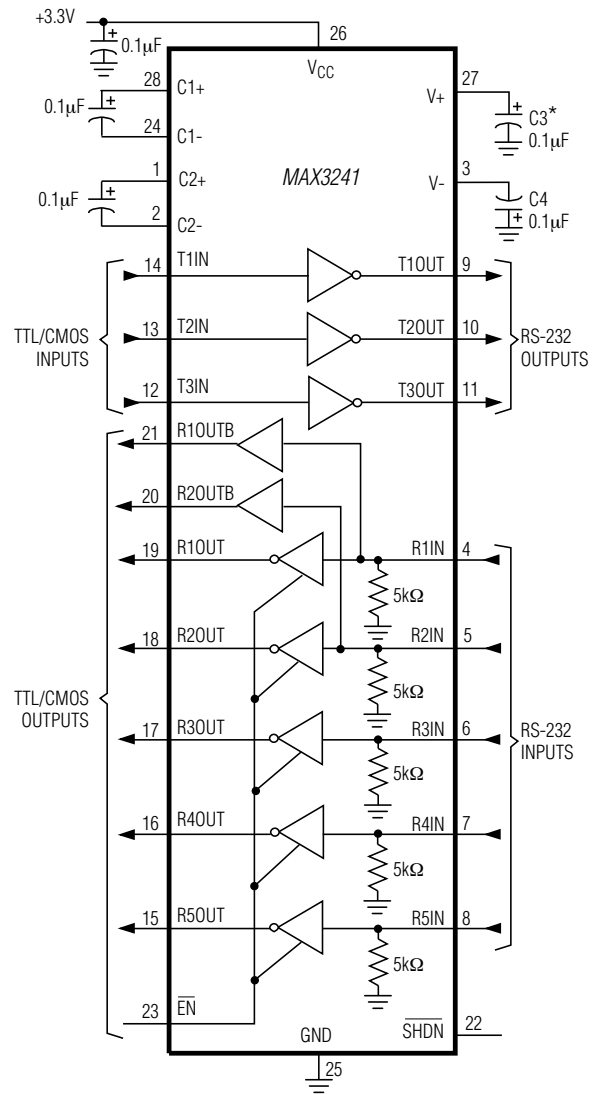 +3.3V
26
0.1µF
VCC
28
C1+
27
V+
0.1µF
C3*
0.1µF
24
C1-
1
C2+
MAX3241
3
V-
0.1µF
C4
0.1µF
2
C2-
14
T1IN
T1OUT
9
TTL/CMOS
INPUTS
13
T2IN
T2OUT
10
RS-232
OUTPUTS
12
T3IN
T3OUT
11
21
R1OUTB
20
R2OUTB
19
R1OUT
R1IN
4
5kΩ
18
R2OUT
R2IN
5
5kΩ
TTL/CMOS
OUTPUTS
17
R3OUT
R3IN
6
RS-232
INPUTS
5kΩ
16
R4OUT
R4IN
7
5kΩ
15
R5OUT
R5IN
8
5kΩ
23
EN
GND
SHDN
22
25